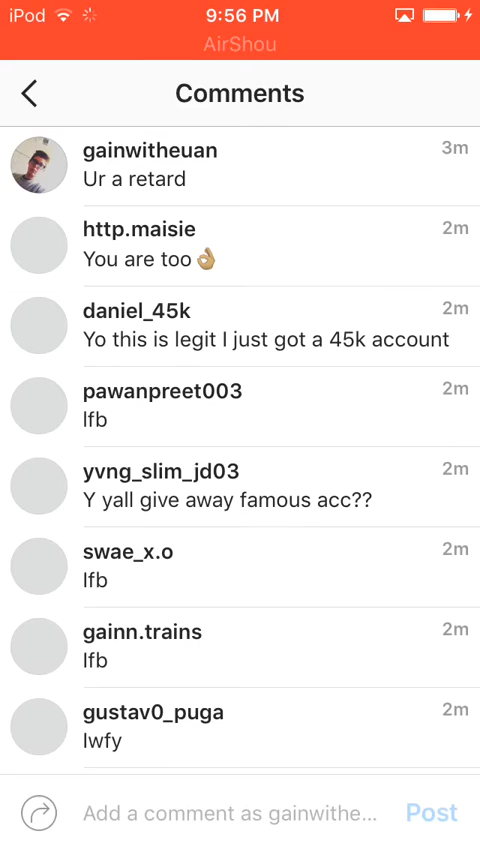 iPod 9:56 PM
AirShou
Comments
gainwitheuan 3m
Ur a retard
http.maisie 2m
You are too👌🏽
daniel_45k 2m
Yo this is legit I just got a 45k account
pawanpreet003 2m
lfb
yvng_slim_jd03 2m
Y yall give away famous acc??
swae_x.o 2m
lfb
gainn.trains 2m
lfb
gustav0_puga 2m
lwfy
Add a comment as gainwithe... Post